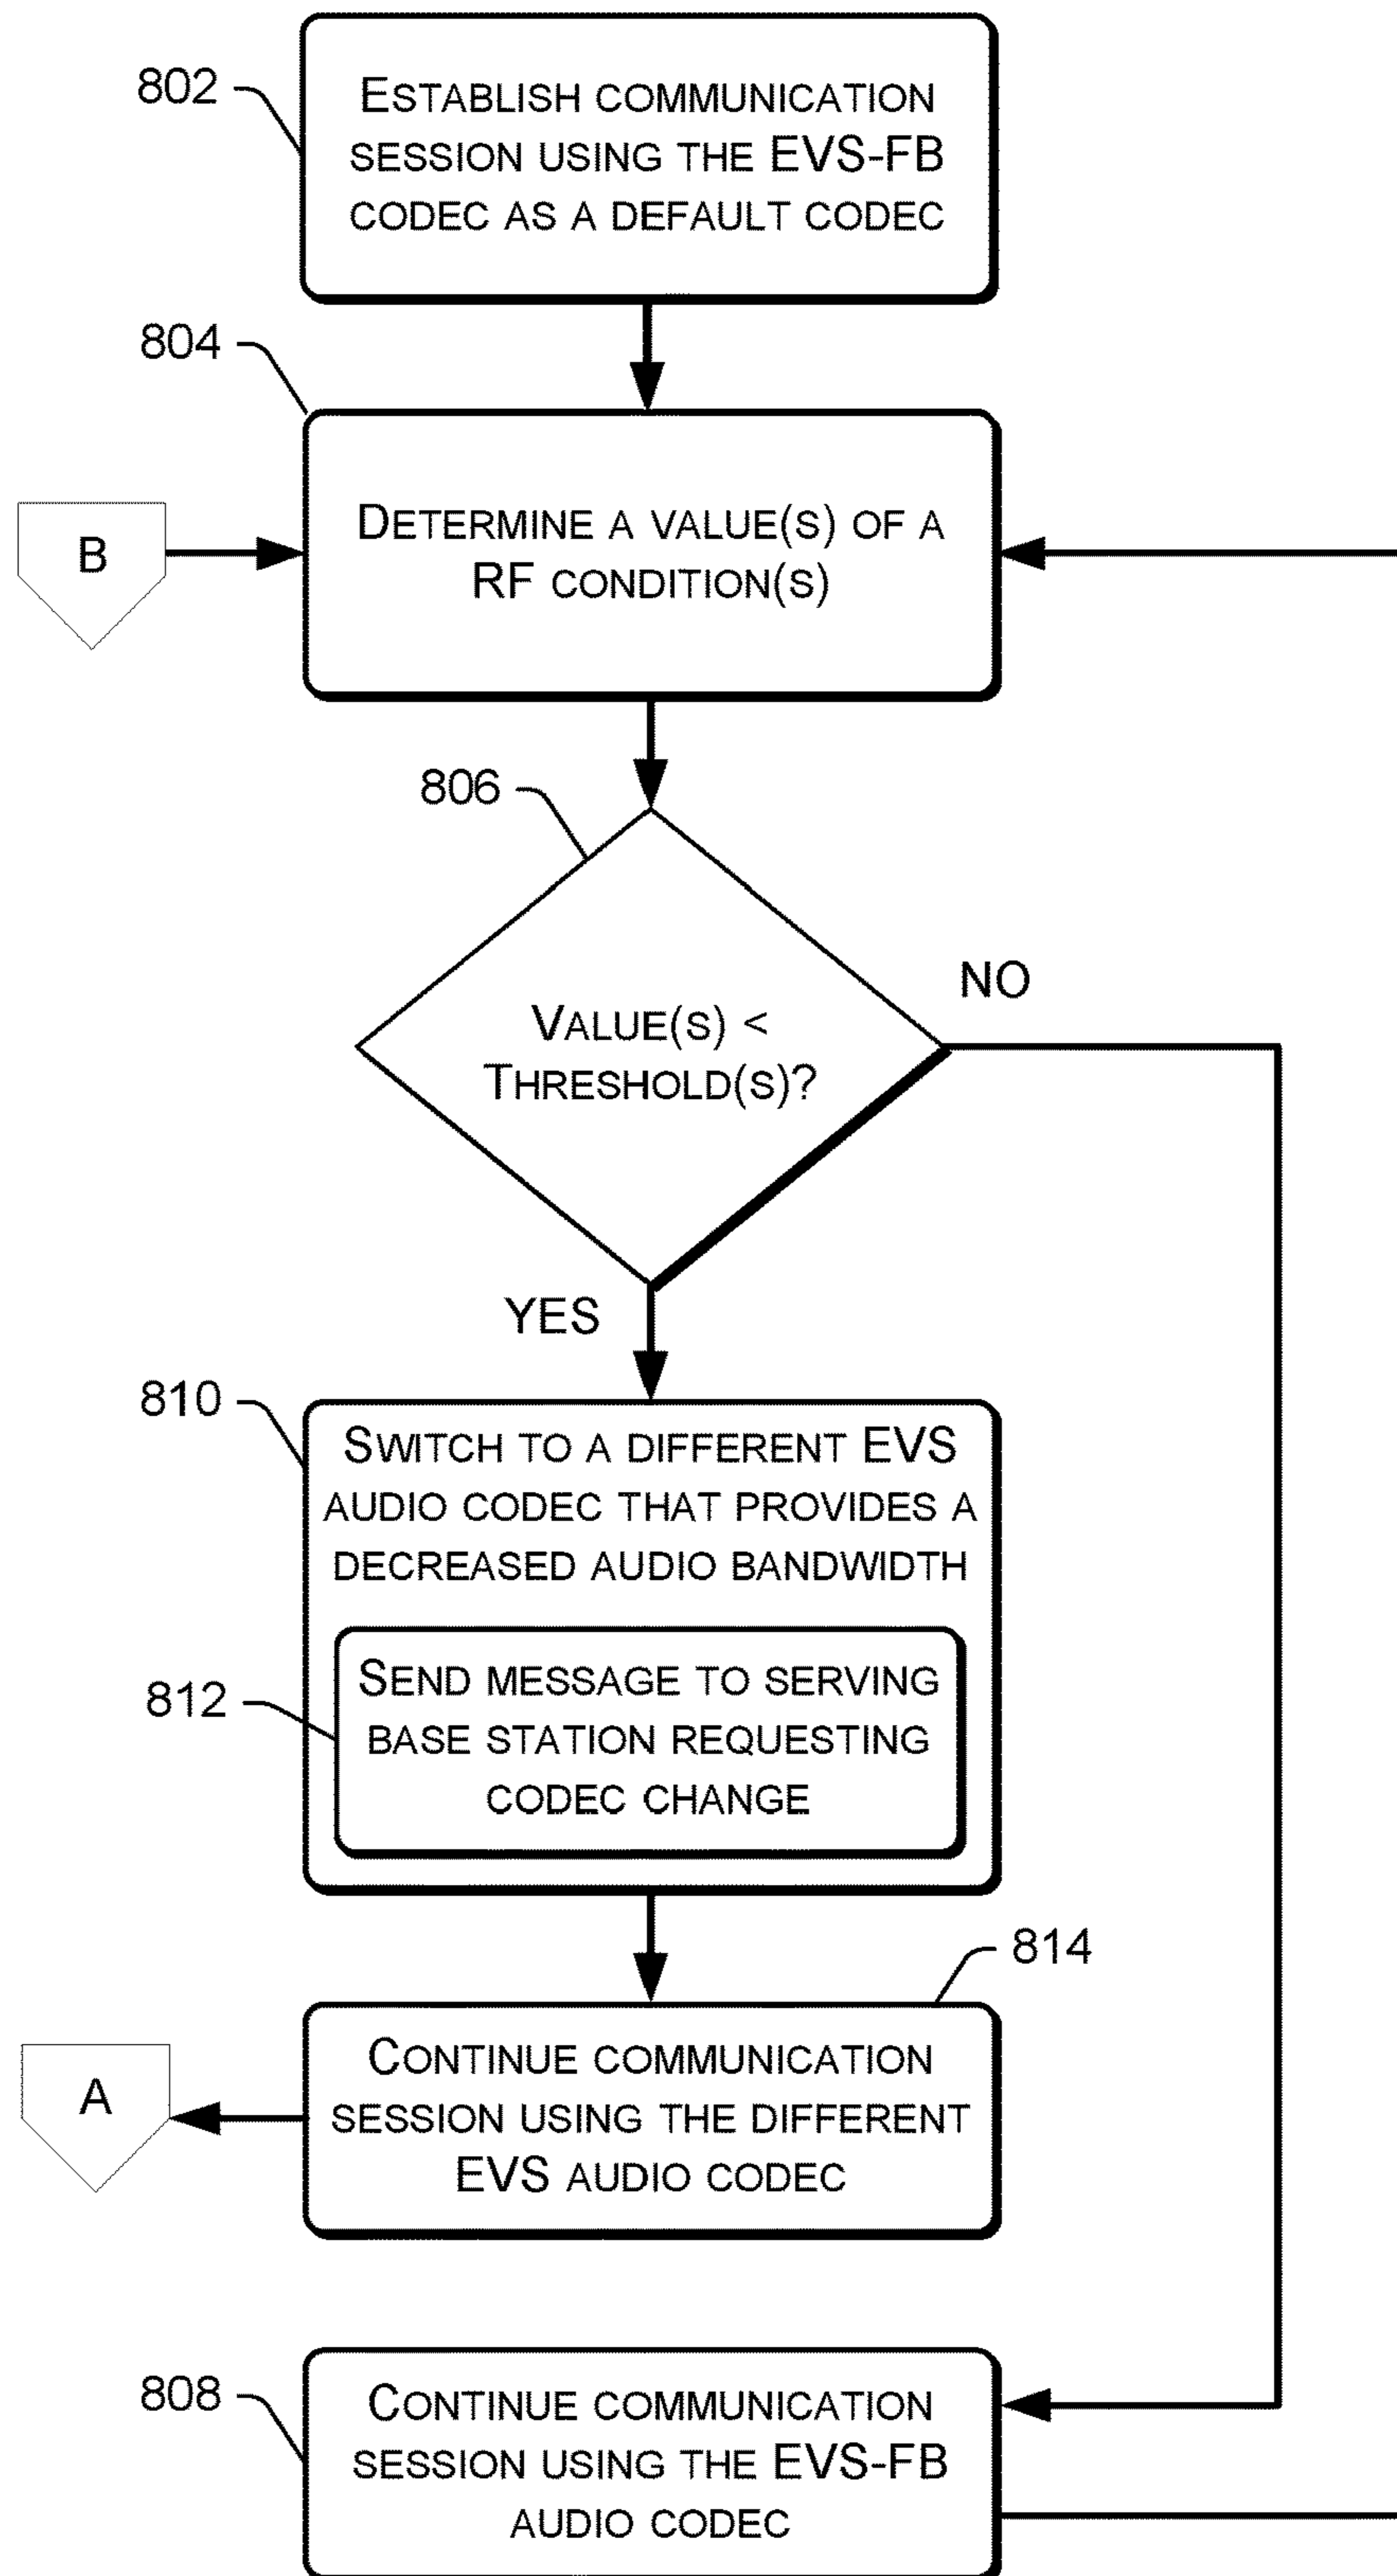 802
ESTABLISH COMMUNICATION
SESSION USING THE EVS-FB
CODEC AS A DEFAULT CODEC
804
B
DETERMINE A VALUE(S) OF A
RF CONDITION(S)
806
VALUE(S) <
THRESHOLD(S)?
NO
YES
810
SWITCH TO A DIFFERENT EVS
AUDIO CODEC THAT PROVIDES A
DECREASED AUDIO BANDWIDTH
812
SEND MESSAGE TO SERVING
BASE STATION REQUESTING
CODEC CHANGE
814
A
CONTINUE COMMUNICATION
SESSION USING THE DIFFERENT
EVS AUDIO CODEC
808
CONTINUE COMMUNICATION
SESSION USING THE EVS-FB
AUDIO CODEC